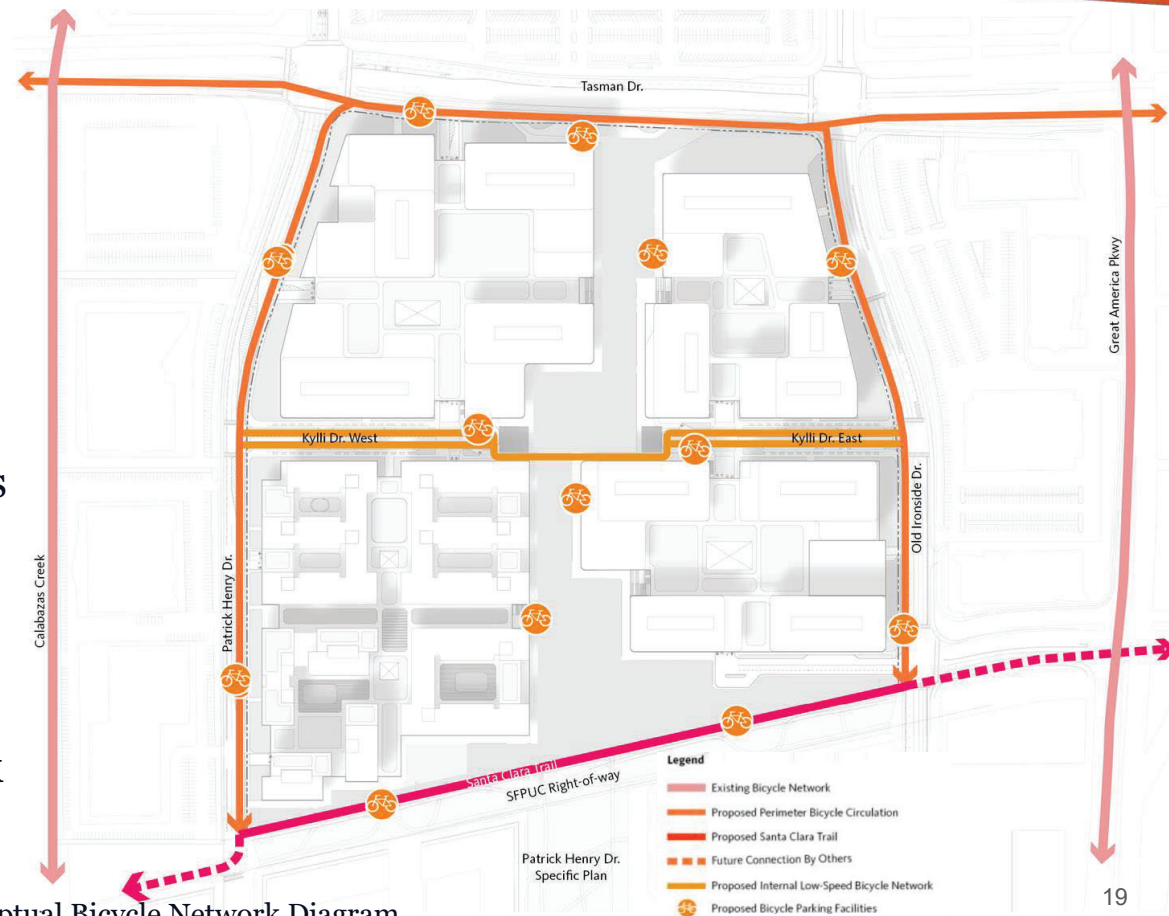 Tasman Dr.
Great America Pkwy
Kylli Dr. West
Kylli Dr. East
Old Ironside Dr.
Patrick Henry Dr.
Calabazas Creek
Santa Clara Trail
SFPUC Right-of-way
Patrick Henry Dr.
Specific Plan
Legend
Existing Bicycle Network
Proposed Perimeter Bicycle Circulation
Proposed Santa Clara Trail
Future Connection By Others
Proposed Internal Low-Speed Bicycle Network
Proposed Bicycle Parking Facilities
Bicycle Network Diagram
19